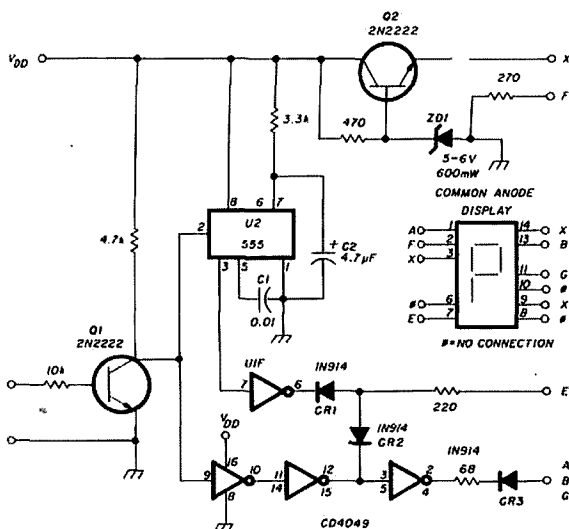 Q2
2N2222
VDD
X
270
F
3.3k
470
ZD1
5-6V
600mW
COMMON ANODE
DISPLAY
4.7k
8 6 7
2 U2
555
3 5 1
C2
4.7µF
C1
0.01
A 1 14 X
F 2 13 B
X 3
11 G
10 #
# 6 9 X
E 7 8 #
#=NO CONNECTION
Q1
2N2222
10k
U1F
7 6
1N914
CR1
220
E
1N914
CR2
VDD
16
9 10
8
11 12
14 15
3 2
5 4
1N914
68
CR3
A
B
G
CD4049